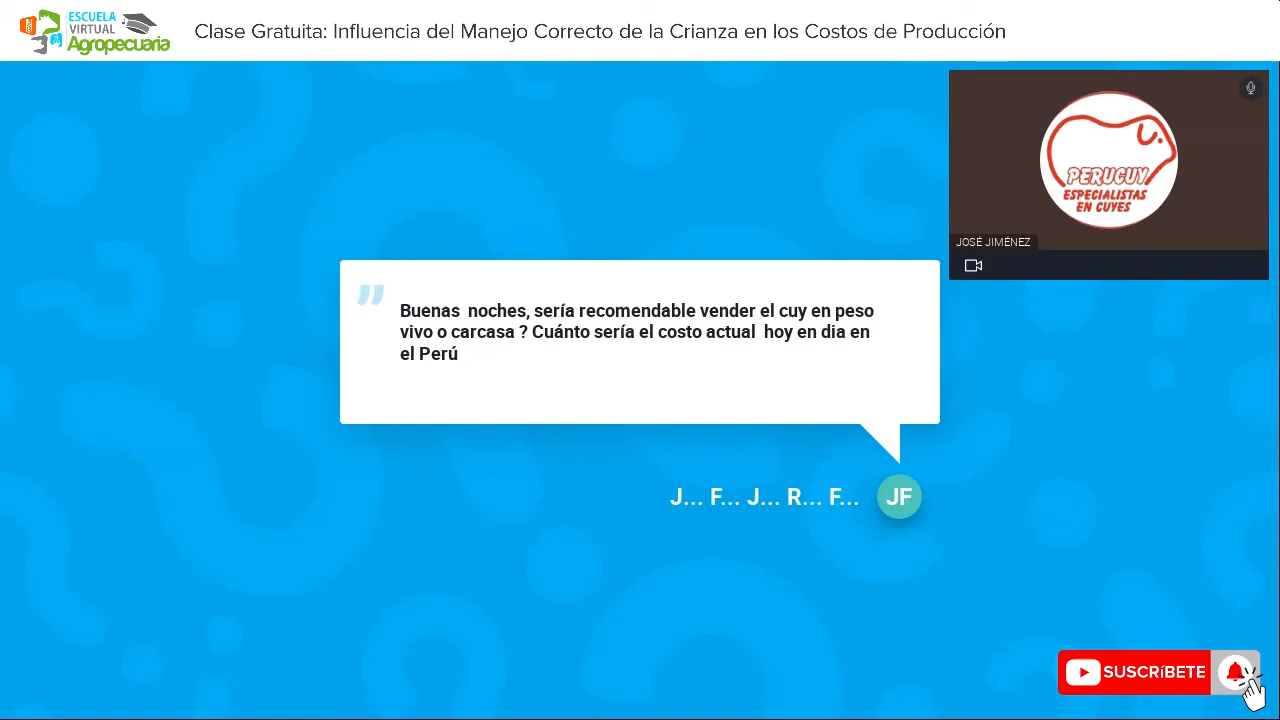 ESCUELA
VIRTUAL
Agropecuaria
Clase Gratuita: Influencia del Manejo Correcto de la Crianza en los Costos de Producción
PERUCUY
ESPECIALISTAS
EN CUYES
JOSÉ JIMÉNEZ
Buenas noches, sería recomendable vender el cuy en peso
vivo o carcasa ? Cuánto sería el costo actual hoy en dia en
el Perú
J... F... J... R... F...
JF
SUSCRÍBETE